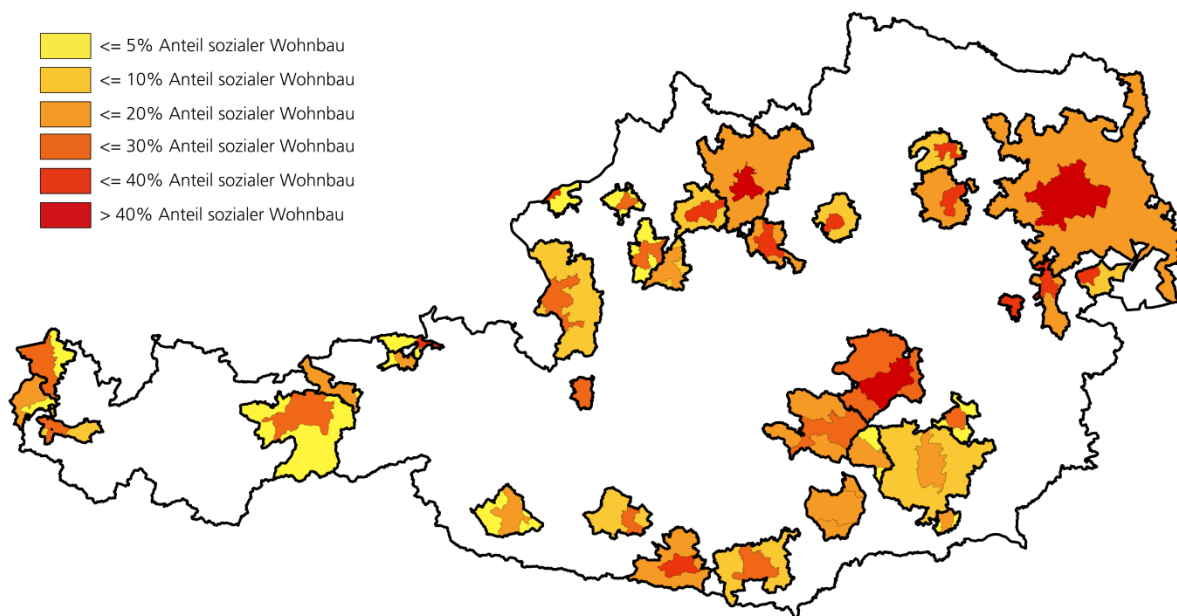 <= 5% Anteil sozialer Wohnbau
<= 10% Anteil sozialer Wohnbau
<= 20% Anteil sozialer Wohnbau
<= 30% Anteil sozialer Wohnbau
<= 40% Anteil sozialer Wohnbau
> 40% Anteil sozialer Wohnbau